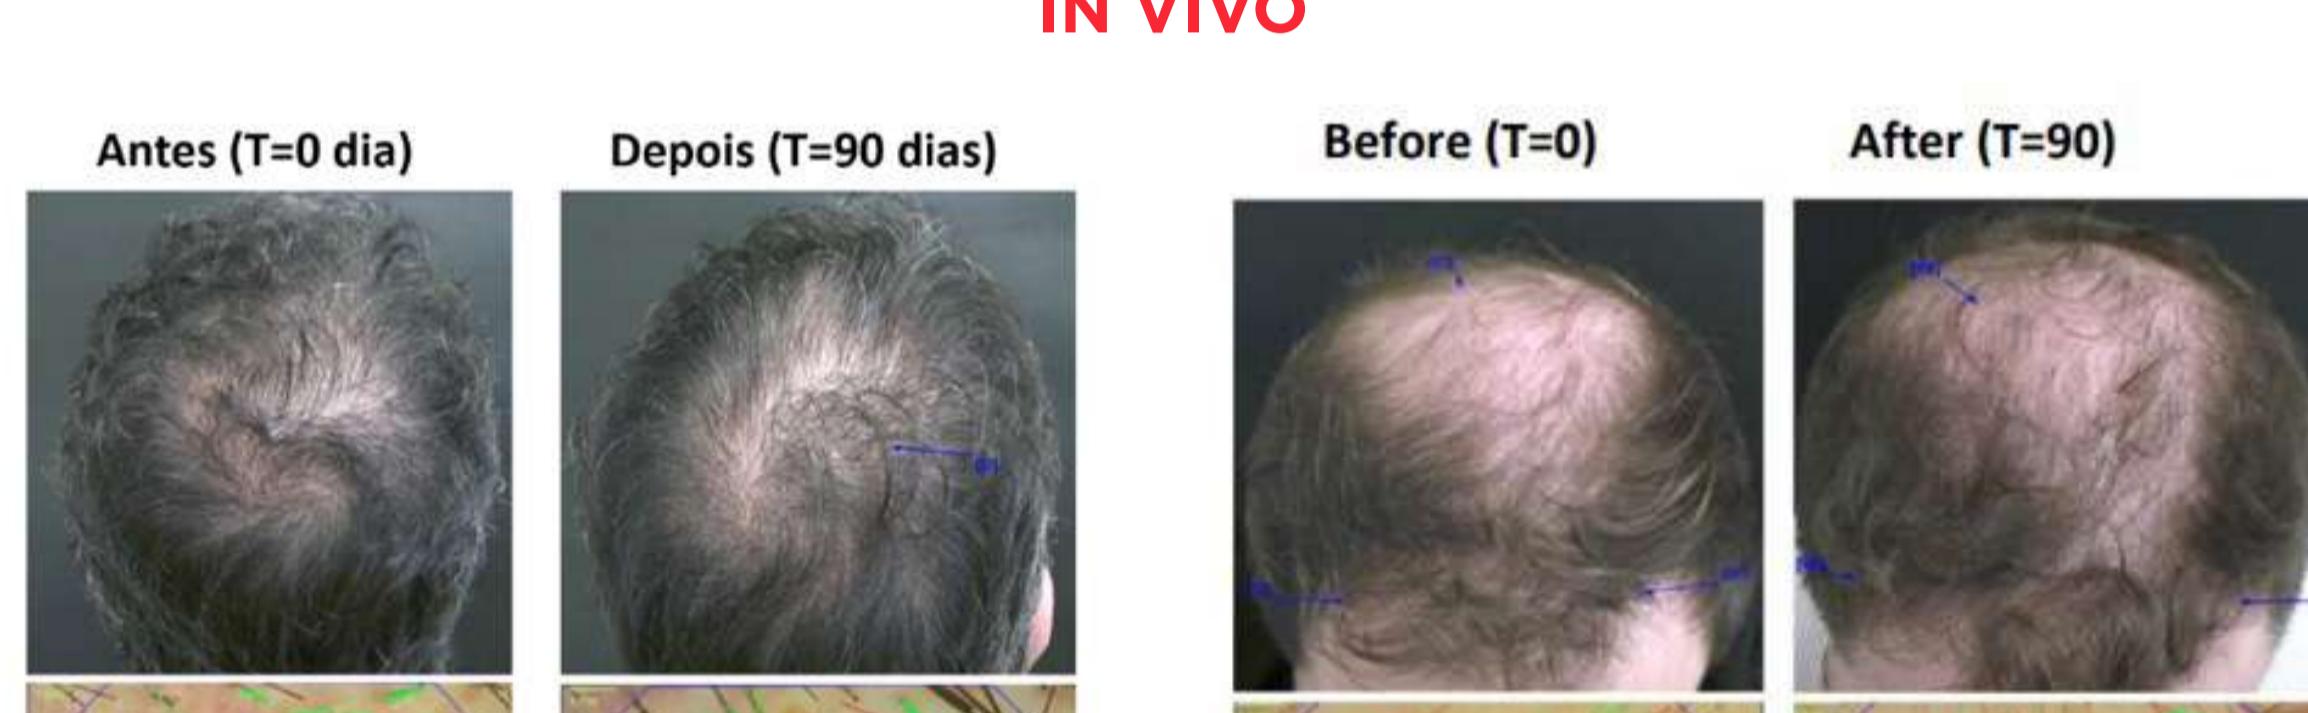 IN VIVO
Antes (T=0 dia)
Depois (T=90 dias)
Before (T=0)
After (T=90)